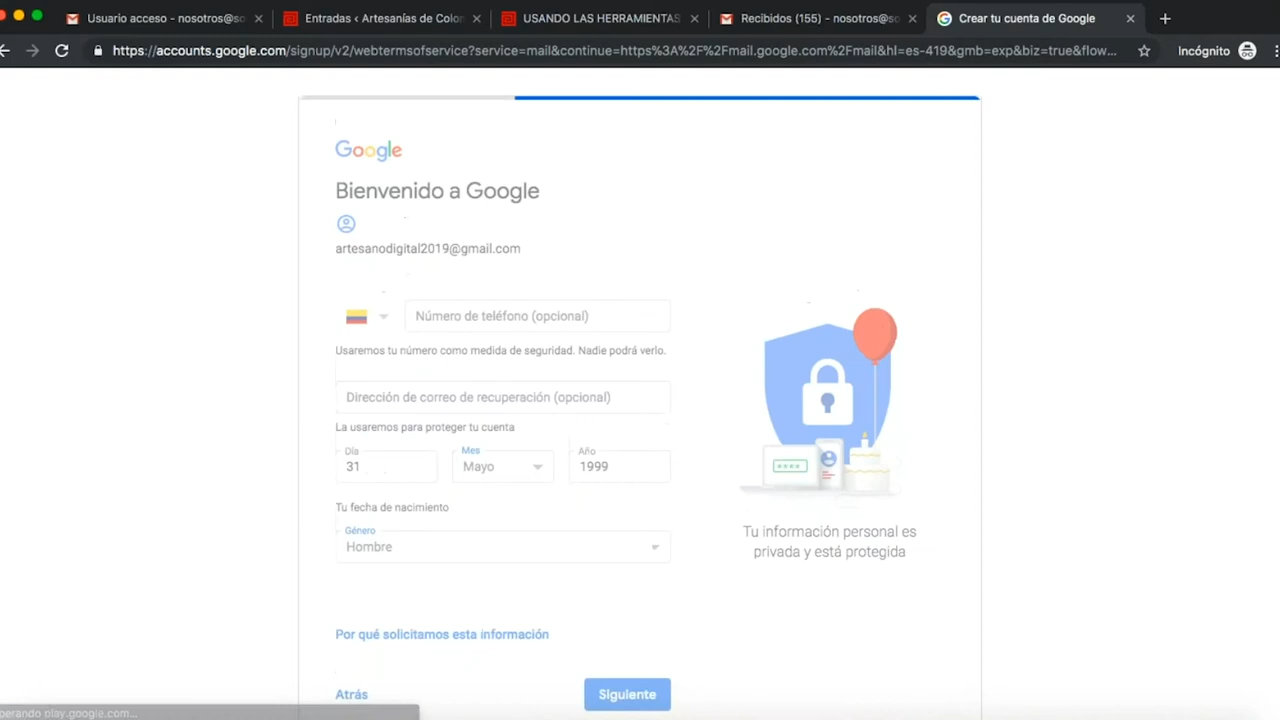 Usuario acceso - nosotros@so
Entradas ‹ Artesanías de Colom
USANDO LAS HERRAMIENTAS
Recibidos (155) - nosotros@so
Crear tu cuenta de Google
https://accounts.google.com/signup/v2/webtermsofservice?service=mail&continue=https%3A%2F%2Fmail.google.com%2Fmail&hl=es-419&gmb=exp&biz=true&flow...
Incógnito
Google
Bienvenido a Google
artesanodigital2019@gmail.com
Número de teléfono (opcional)
Usaremos tu número como medida de seguridad. Nadie podrá verlo.
Dirección de correo de recuperación (opcional)
La usaremos para proteger tu cuenta
Día
Mes
Año
31
Mayo
1999
Tu fecha de nacimiento
Género
Hombre
Tu información personal es
privada y está protegida
Por qué solicitamos esta información
Atrás
Siguiente
perando play.google.com...